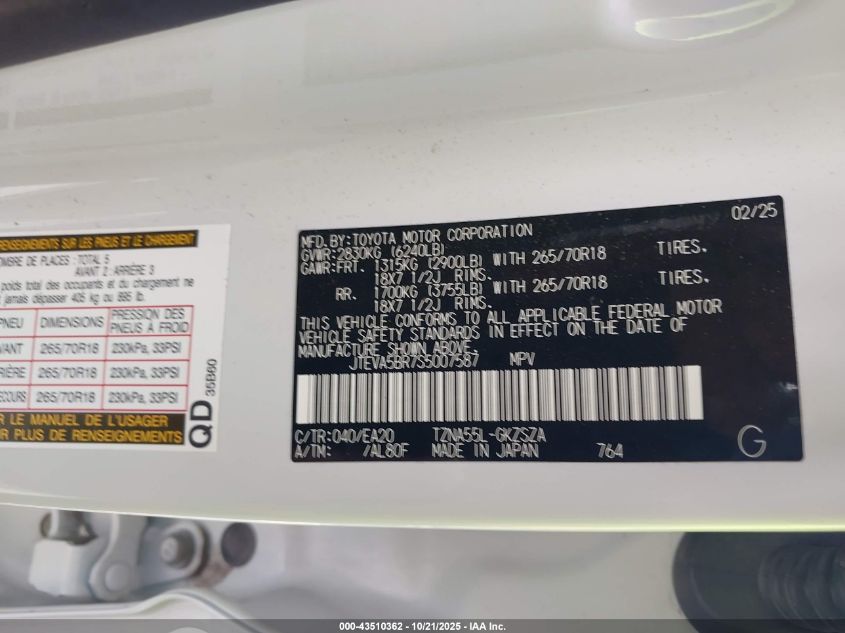 RENSEIGNEMENTS SUR LES PNEUS ET LE CHARGEMENT
OMBRE DE PLACES: TOTAL 5
AVANT 2: ARRIÈRE 3
poids total des occupants et du chargement ne
t jamais dépasser 405 kg ou 895 lb.
PNEU DIMENSIONS PRESSION DES PNEUS À FROID
VANT 265/70R18 230kPa, 33PSI
RIÈRE 265/70R18 230kPa, 33PSI
ECOURS 265/70R18 230kPa, 33PSI
R LE MANUEL DE L'USAGER
R PLUS DE RENSEIGNEMENTS
QD 35B60
02/25
MFD. BY: TOYOTA MOTOR CORPORATION
GVWR: 2830KG (6240LB)
GAWR: FRT. 1315KG (2900LB) WITH 265/70R18 TIRES.
18X7 1/2J RIMS.
RR. 1700KG (3755LB) WITH 265/70R18 TIRES.
18X7 1/2J RIMS.
THIS VEHICLE CONFORMS TO ALL APPLICABLE FEDERAL MOTOR
VEHICLE SAFETY STANDARDS IN EFFECT ON THE DATE OF
MANUFACTURE SHOWN ABOVE.
JTEVA5BR7S5007587 MPV
C/TR: 040/EA20 TZNA55L-GKZSZA
A/TM: /AL80F MADE IN JAPAN 764
G
000-43510362 - 10/21/2025 - IAA Inc.